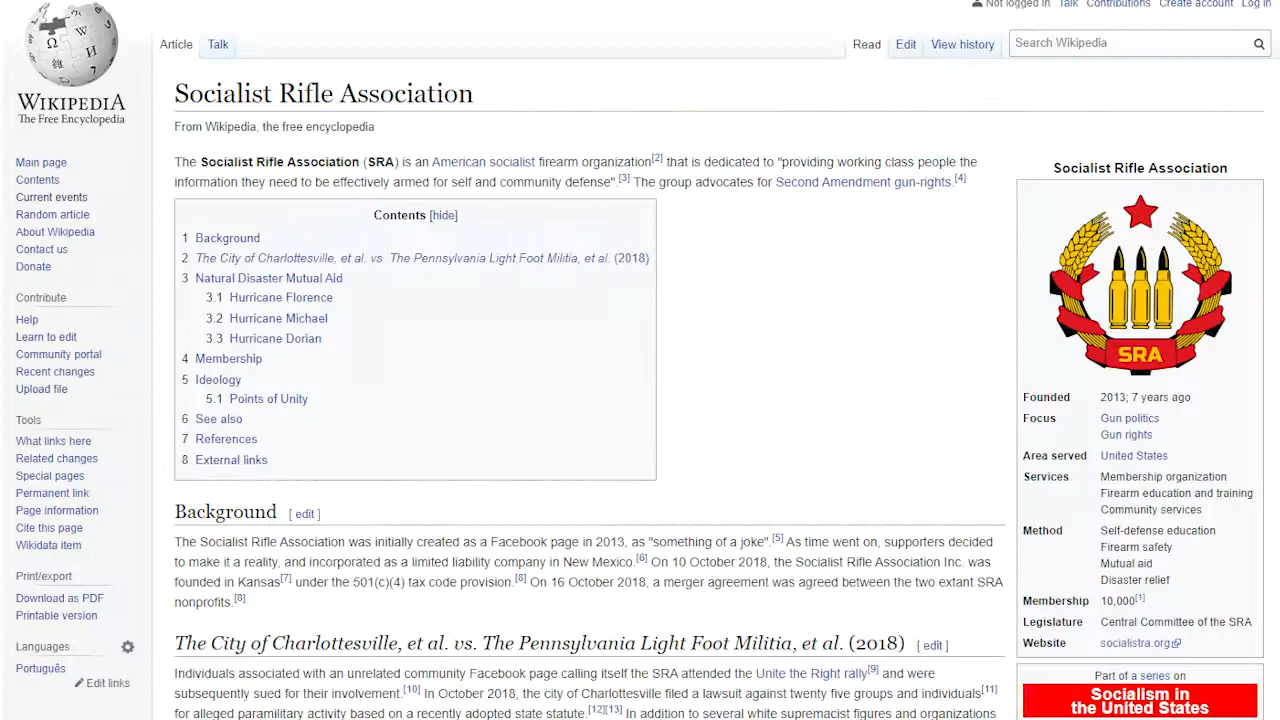 Not logged in Talk Contributions Create account Log in
Article Talk Read Edit View history Search Wikipedia
WIKIPEDIA
The Free Encyclopedia
Main page
Contents
Current events
Random article
About Wikipedia
Contact us
Donate
Contribute
Help
Learn to edit
Community portal
Recent changes
Upload file
Tools
What links here
Related changes
Special pages
Permanent link
Page information
Cite this page
Wikidata item
Print/export
Download as PDF
Printable version
Languages
Português
Edit links
Socialist Rifle Association
From Wikipedia, the free encyclopedia
The Socialist Rifle Association (SRA) is an American socialist firearm organization[2] that is dedicated to "providing working class people the
information they need to be effectively armed for self and community defense".[3] The group advocates for Second Amendment gun-rights.[4]
Contents [hide]
1 Background
2 The City of Charlottesville, et al. vs. The Pennsylvania Light Foot Militia, et al. (2018)
3 Natural Disaster Mutual Aid
3.1 Hurricane Florence
3.2 Hurricane Michael
3.3 Hurricane Dorian
4 Membership
5 Ideology
5.1 Points of Unity
6 See also
7 References
8 External links
Background [ edit ]
The Socialist Rifle Association was initially created as a Facebook page in 2013, as "something of a joke".[5] As time went on, supporters decided
to make it a reality, and incorporated as a limited liability company in New Mexico.[6] On 10 October 2018, the Socialist Rifle Association Inc. was
founded in Kansas[7] under the 501(c)(4) tax code provision.[8] On 16 October 2018, a merger agreement was agreed between the two extant SRA
nonprofits.[8]
The City of Charlottesville, et al. vs. The Pennsylvania Light Foot Militia, et al. (2018) [ edit ]
Individuals associated with an unrelated community Facebook page calling itself the SRA attended the Unite the Right rally[9] and were
subsequently sued for their involvement.[10] In October 2018, the city of Charlottesville filed a lawsuit against twenty five groups and individuals[11]
for alleged paramilitary activity based on a recently adopted state statute.[12][13] In addition to several white supremacist figures and organizations
Socialist Rifle Association
SRA
Founded 2013; 7 years ago
Focus Gun politics
Gun rights
Area served United States
Services Membership organization
Firearm education and training
Community services
Method Self-defense education
Firearm safety
Mutual aid
Disaster relief
Membership 10,000[1]
Legislature Central Committee of the SRA
Website socialistra.org
Part of a series on
Socialism in
the United States